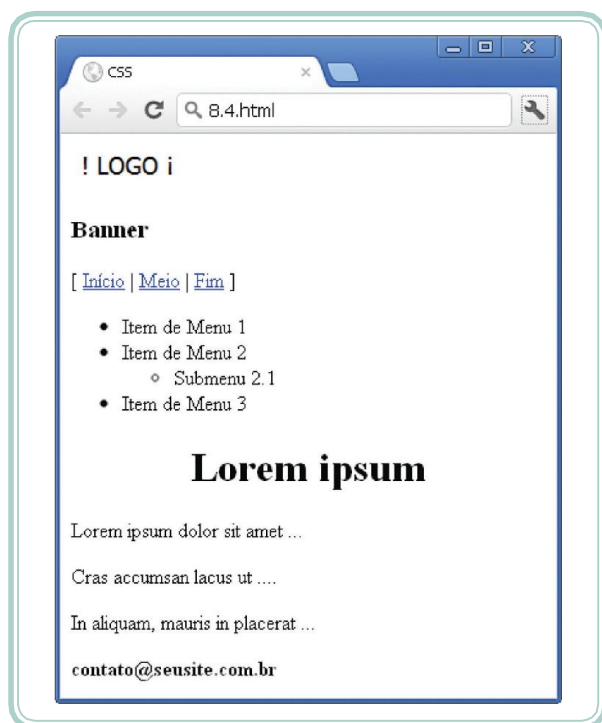 CSS
8.4.html
! LOGO ¡
Banner
[ Início | Meio | Fim ]
Item de Menu 1
Item de Menu 2
Submenu 2.1
Item de Menu 3
Lorem ipsum
Lorem ipsum dolor sit amet ...
Cras accumsan lacus ut ....
In aliquam, mauris in placerat ...
contato@seusite.com.br